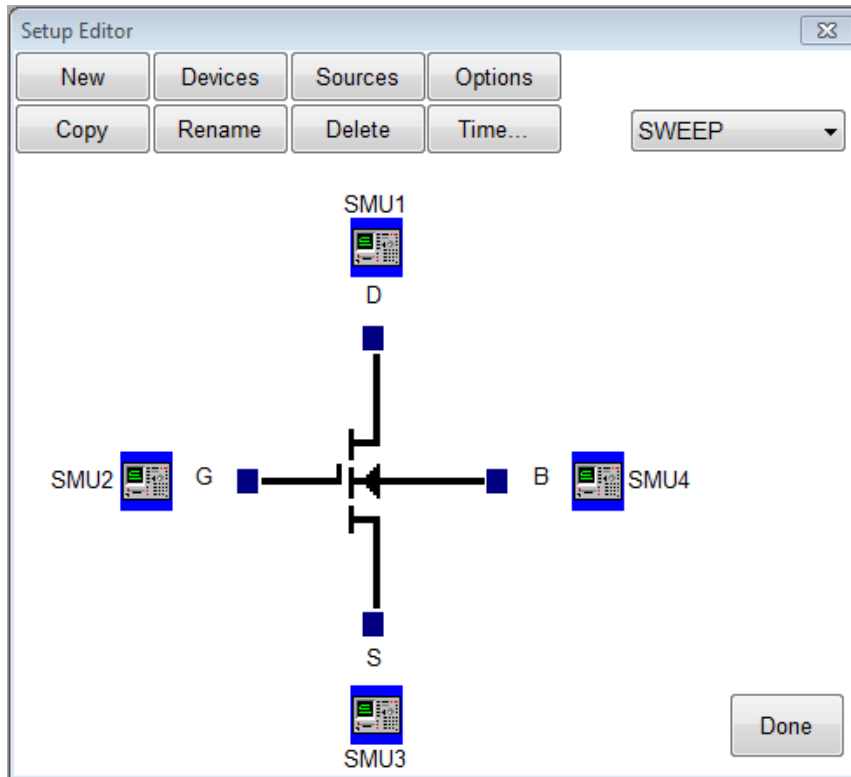 Setup Editor
New Devices Sources Options
Copy Rename Delete Time... SWEEP
SMU1
D
SMU2 G B SMU4
S
SMU3
Done